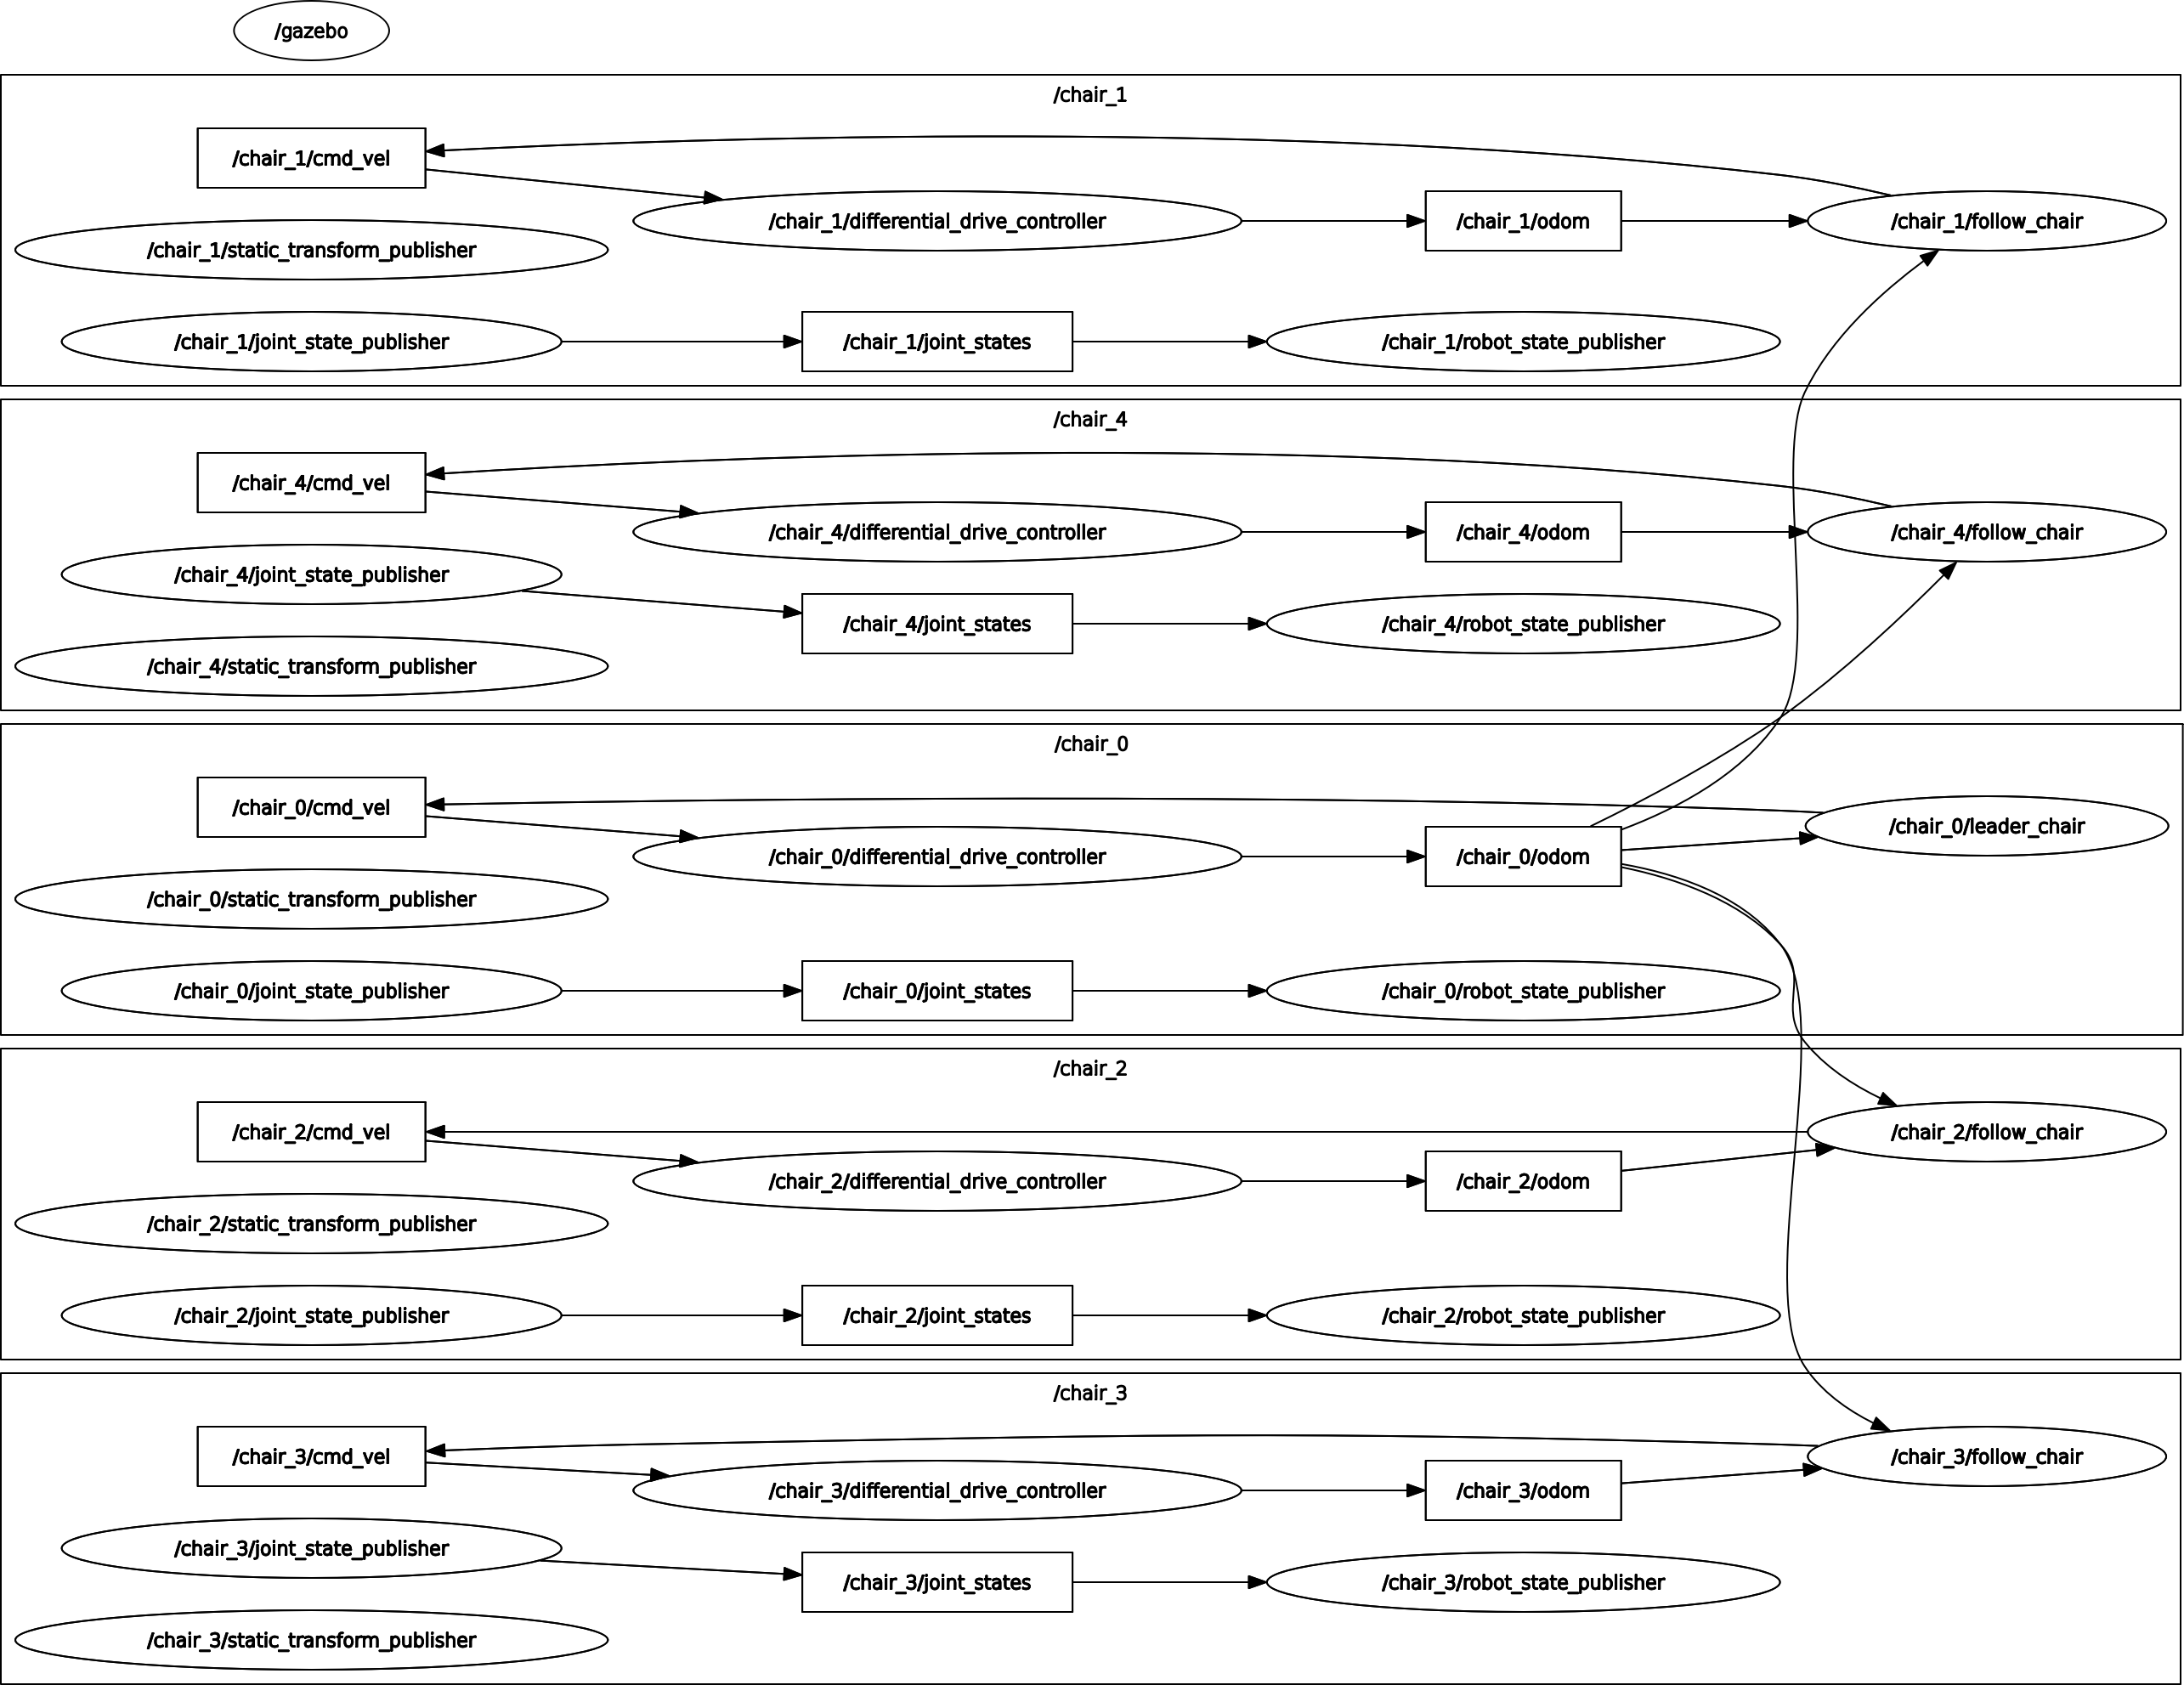 /gazebo
/chair_1
/chair_1/cmd_vel
/chair_1/differential_drive_controller
/chair_1/odom
/chair_1/follow_chair
/chair_1/static_transform_publisher
/chair_1/joint_state_publisher
/chair_1/joint_states
/chair_1/robot_state_publisher
/chair_4
/chair_4/cmd_vel
/chair_4/differential_drive_controller
/chair_4/odom
/chair_4/follow_chair
/chair_4/joint_state_publisher
/chair_4/joint_states
/chair_4/robot_state_publisher
/chair_4/static_transform_publisher
/chair_0
/chair_0/cmd_vel
/chair_0/leader_chair
/chair_0/differential_drive_controller
/chair_0/odom
/chair_0/static_transform_publisher
/chair_0/joint_state_publisher
/chair_0/joint_states
/chair_0/robot_state_publisher
/chair_2
/chair_2/cmd_vel
/chair_2/follow_chair
/chair_2/differential_drive_controller
/chair_2/odom
/chair_2/static_transform_publisher
/chair_2/joint_state_publisher
/chair_2/joint_states
/chair_2/robot_state_publisher
/chair_3
/chair_3/cmd_vel
/chair_3/follow_chair
/chair_3/differential_drive_controller
/chair_3/odom
/chair_3/joint_state_publisher
/chair_3/joint_states
/chair_3/robot_state_publisher
/chair_3/static_transform_publisher